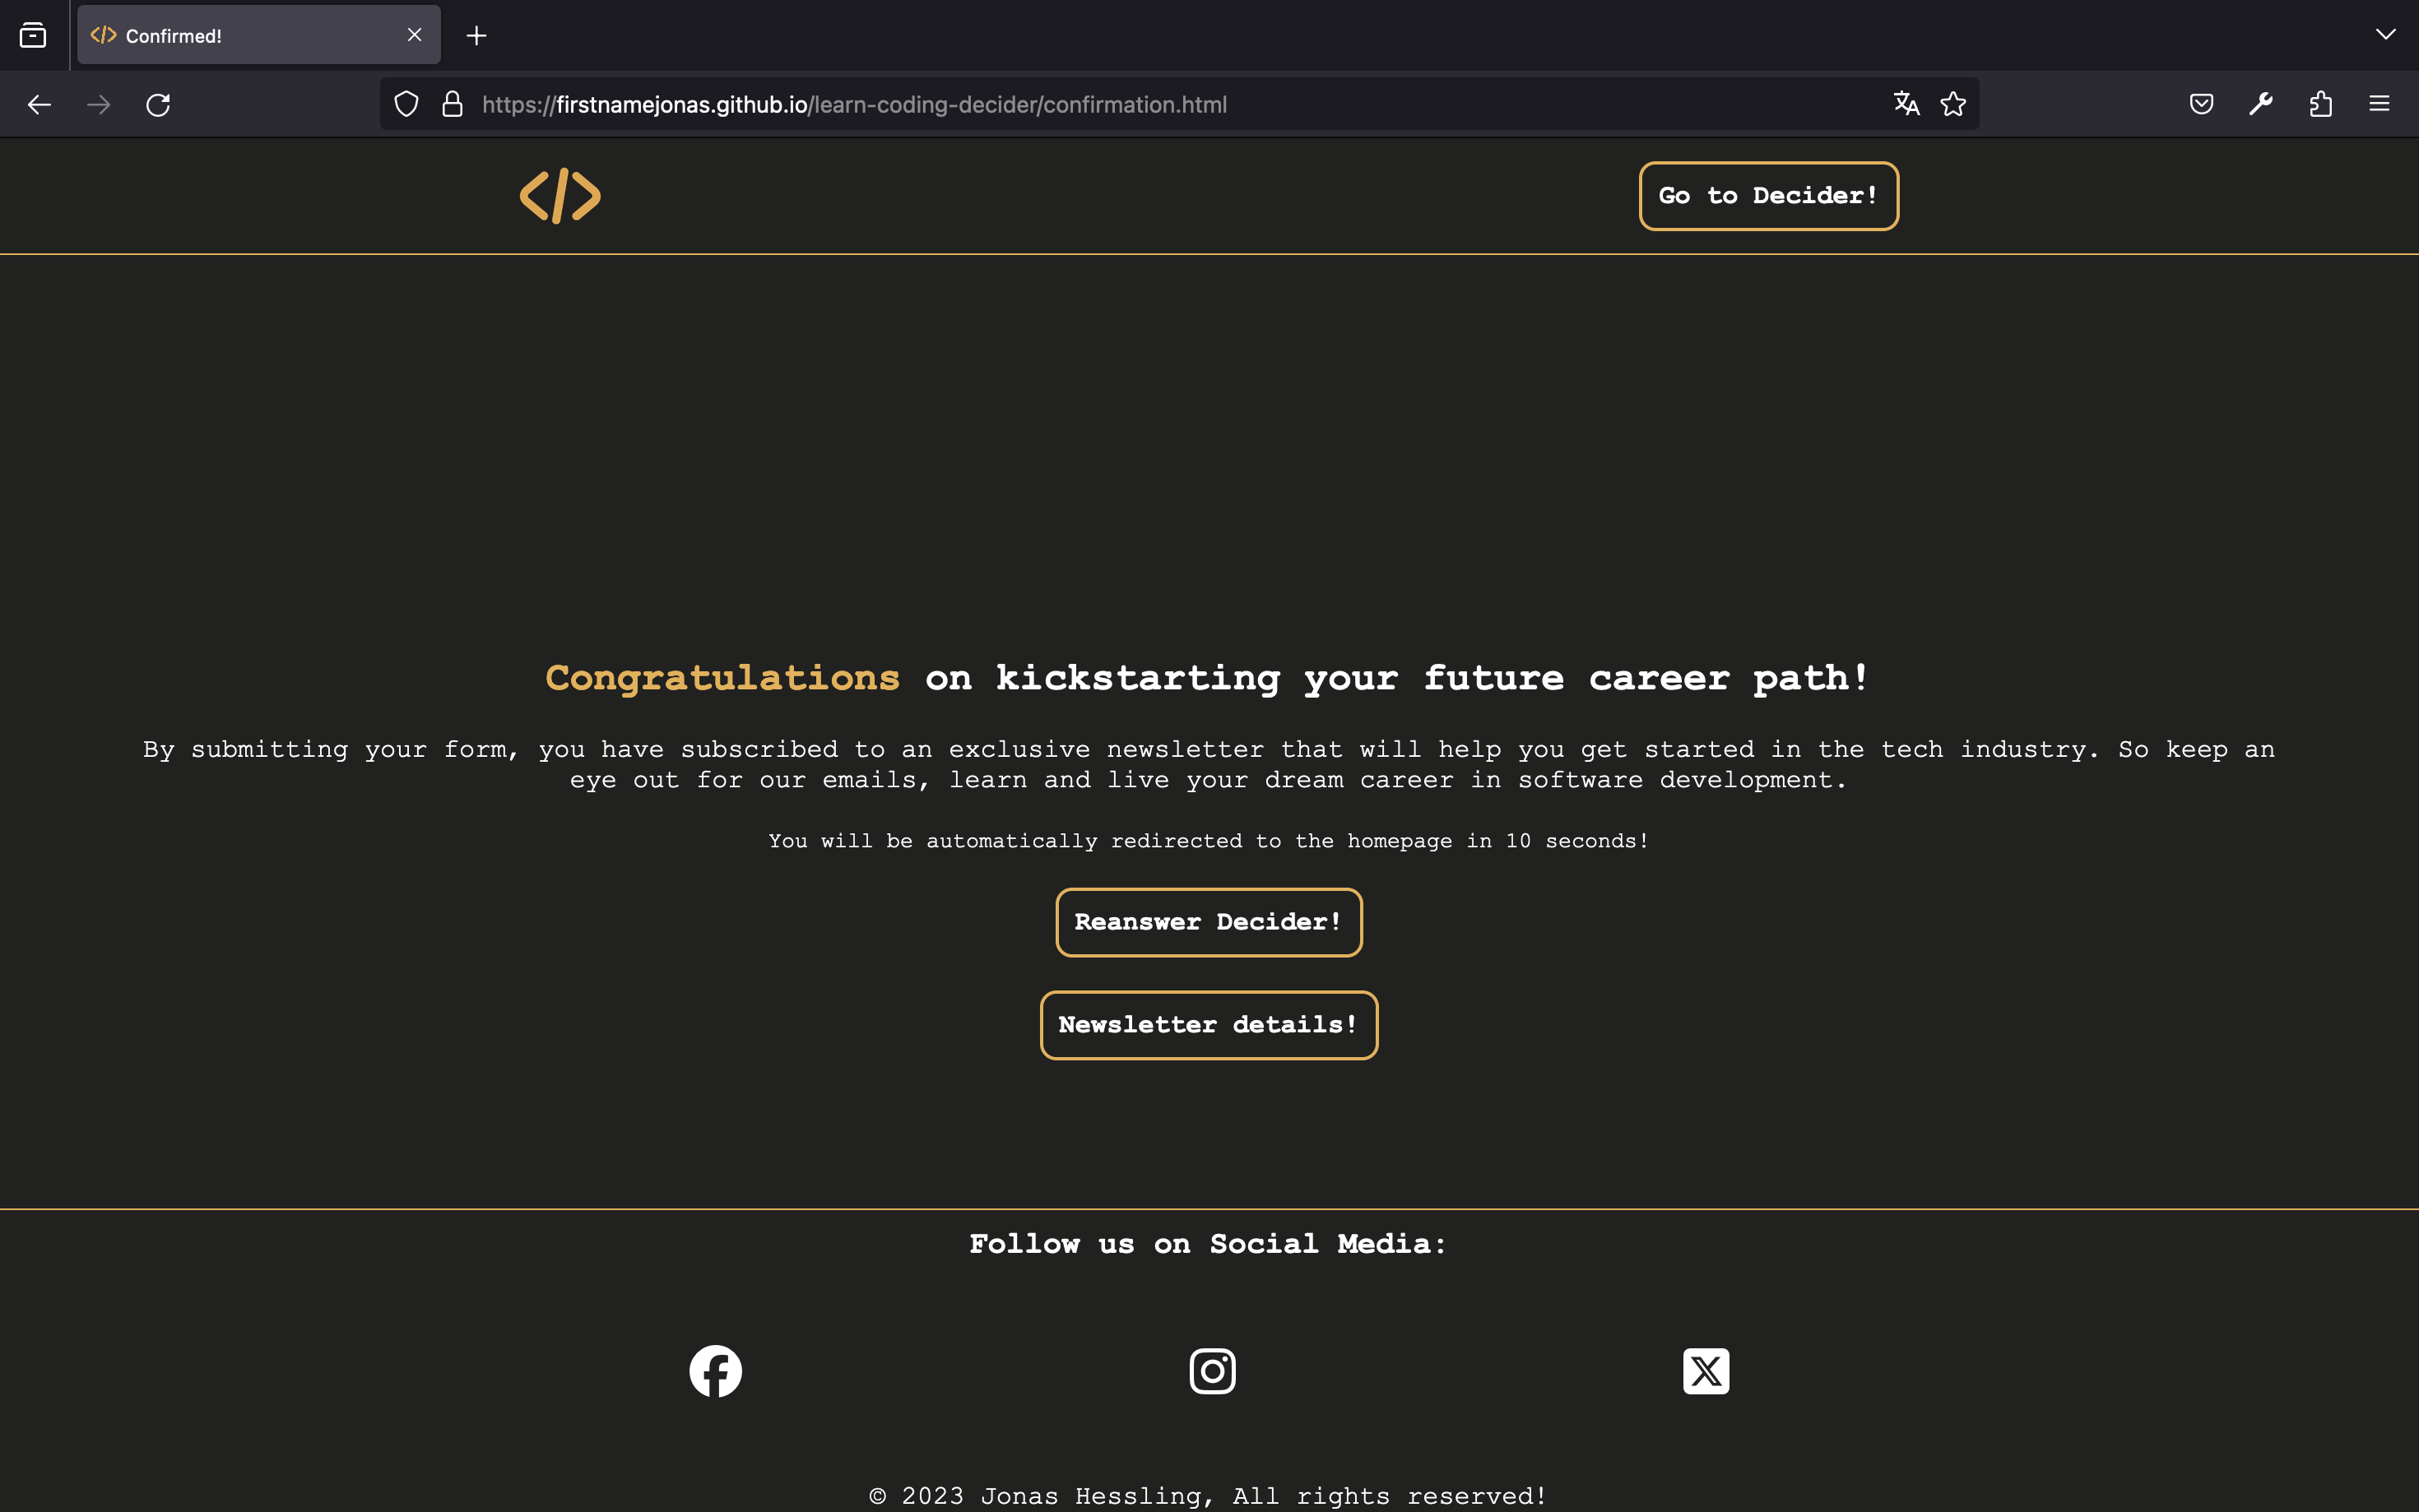 Confirmed!
https://firstnamejonas.github.io/learn-coding-decider/confirmation.html
</>
Go to Decider!
Congratulations on kickstarting your future career path!
By submitting your form, you have subscribed to an exclusive newsletter that will help you get started in the tech industry. So keep an
eye out for our emails, learn and live your dream career in software development.
You will be automatically redirected to the homepage in 10 seconds!
Reanswer Decider!
Newsletter details!
Follow us on Social Media:
© 2023 Jonas Hessling, All rights reserved!